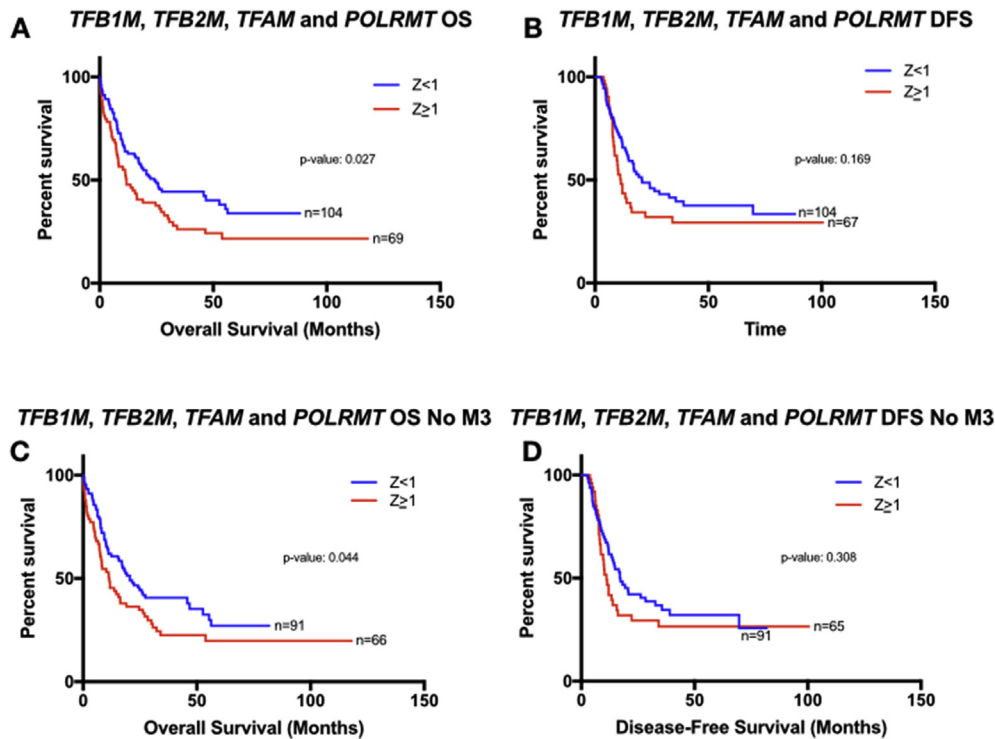 A
TFB1M, TFB2M, TFAM and POLRMT OS
Percent survival
100
50
0
0 50 100 150
Overall Survival (Months)
Z<1
Z≥1
p-value: 0.027
n=104
n=69
B
TFB1M, TFB2M, TFAM and POLRMT DFS
Percent survival
100
50
0
0 50 100 150
Time
Z<1
Z≥1
p-value: 0.169
n=104
n=67
TFB1M, TFB2M, TFAM and POLRMT OS No M3
C
Percent survival
100
50
0
0 50 100 150
Overall Survival (Months)
Z<1
Z≥1
p-value: 0.044
n=91
n=66
TFB1M, TFB2M, TFAM and POLRMT DFS No M3
D
Percent survival
100
50
0
0 50 100 150
Disease-Free Survival (Months)
Z<1
Z≥1
p-value: 0.308
n=65
n=91